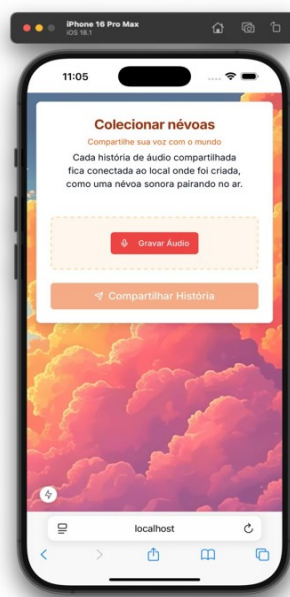 iPhone 16 Pro Max
iOS 18.1
11:05
Colecionar névoas
Compartilhe sua voz com o mundo
Cada história de áudio compartilhada
fica conectada ao local onde foi criada,
como uma névoa sonora pairando no ar.
Gravar Áudio
Compartilhar História
localhost